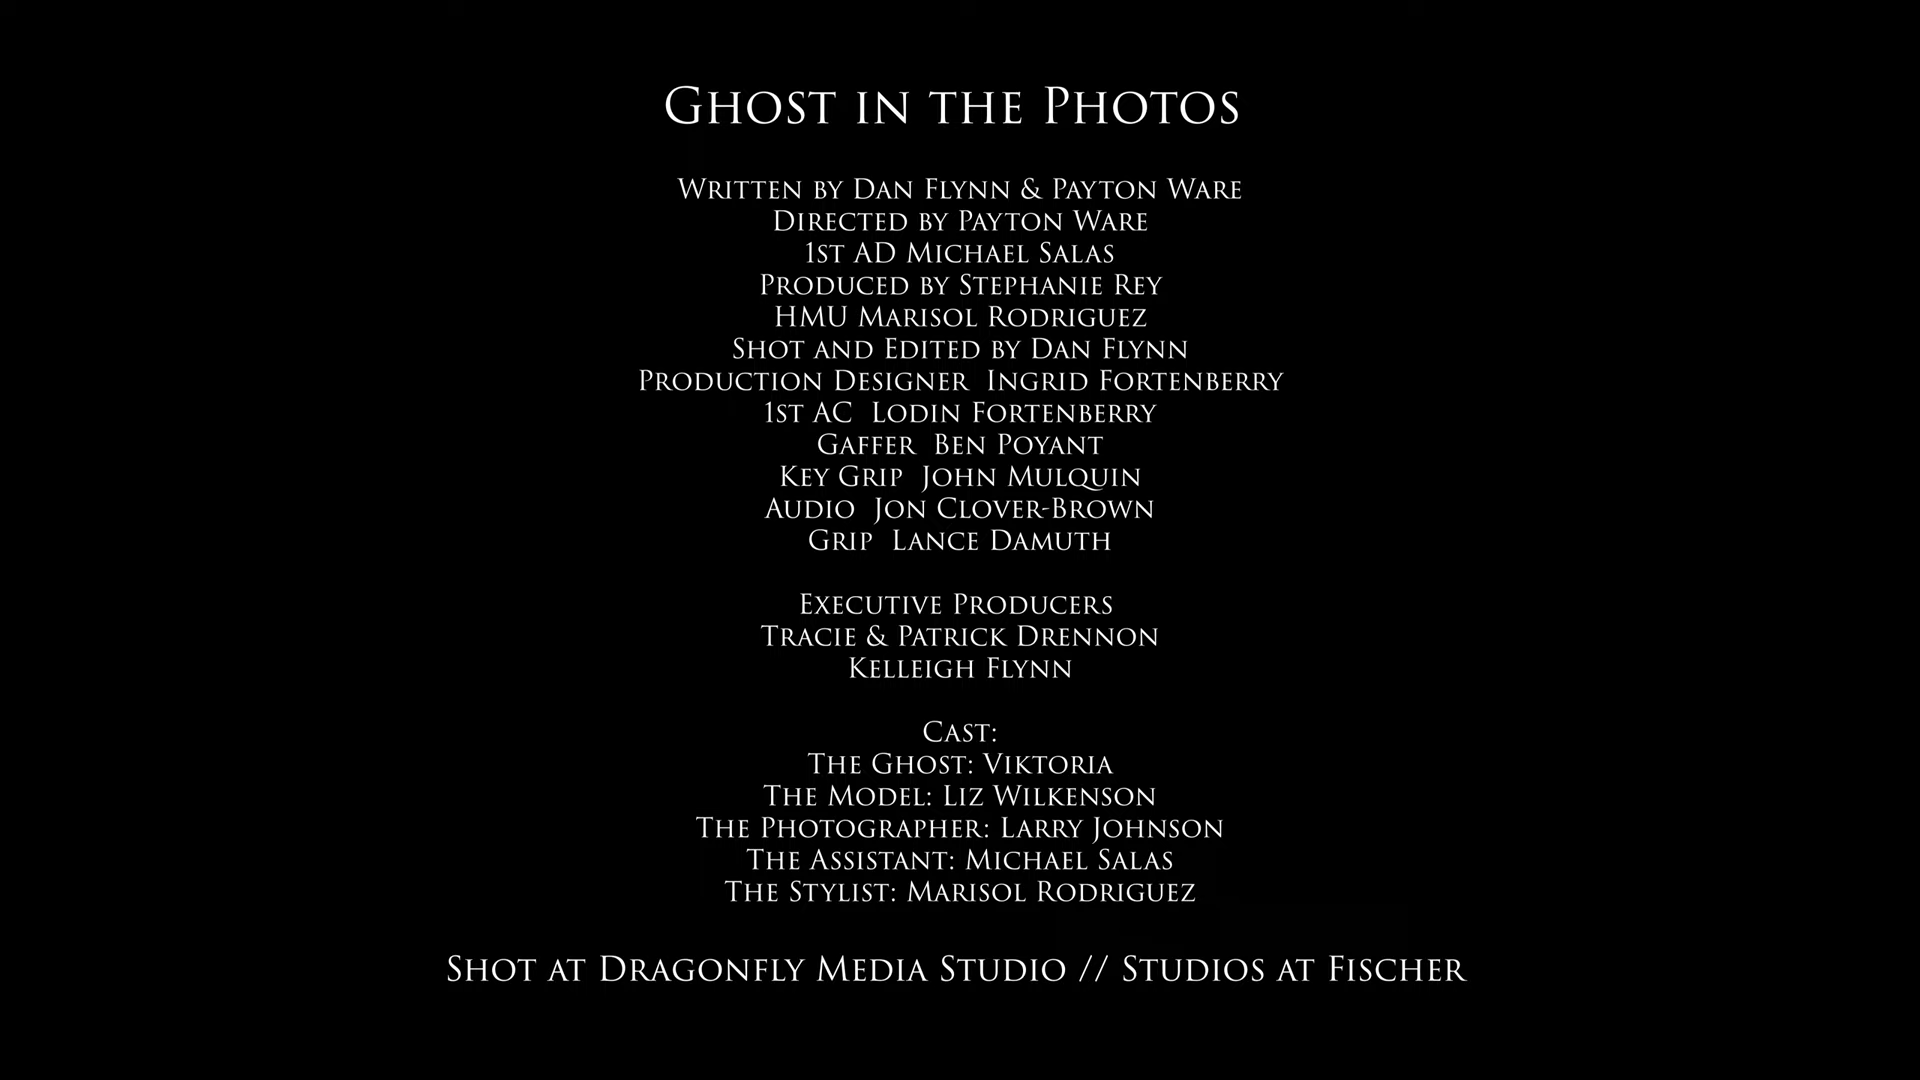 Ghost in the Photos
Written by Dan Flynn & Payton Ware
Directed by Payton Ware
1st AD Michael Salas
Produced by Stephanie Rey
HMU Marisol Rodriguez
Shot and Edited by Dan Flynn
Production Designer  Ingrid Fortenberry
1st AC  Lodin Fortenberry
Gaffer  Ben Poyant
Key Grip  John Mulquin
Audio  Jon Clover-Brown
Grip  Lance Damuth
Executive Producers
Tracie & Patrick Drennon
Kelleigh Flynn
Cast:
The Ghost: Viktoria
The Model: Liz Wilkenson
The Photographer: Larry Johnson
The Assistant: Michael Salas
The Stylist: Marisol Rodriguez
Shot at Dragonfly Media Studio // Studios at Fischer